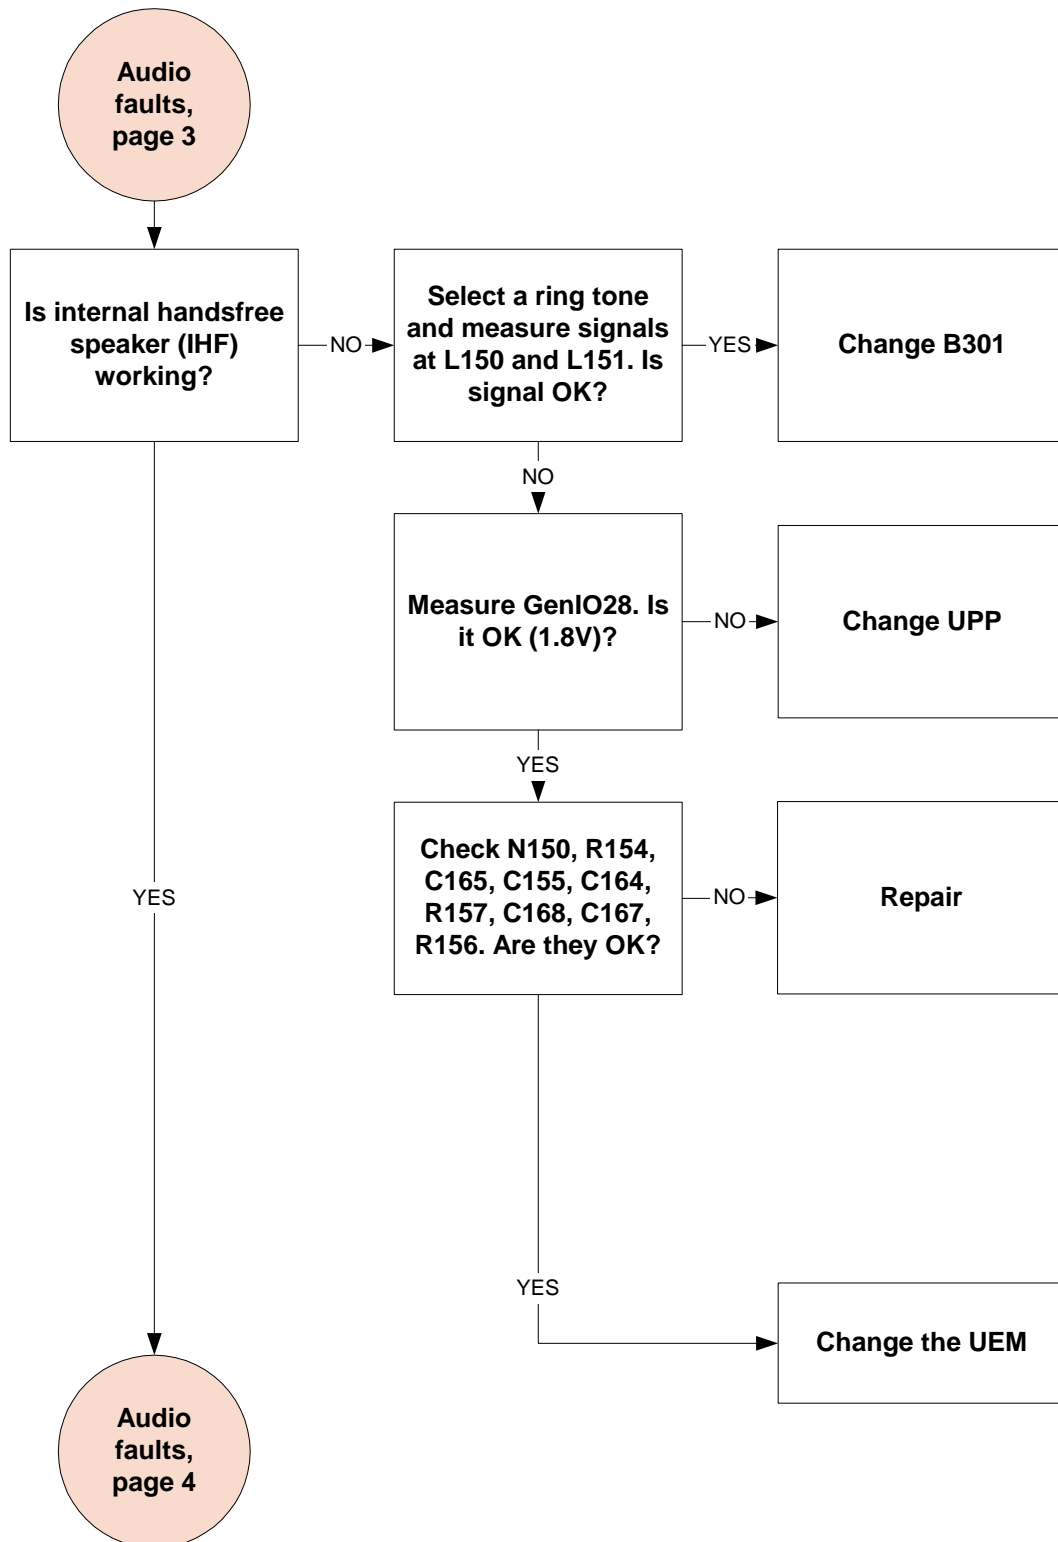 Audio
faults,
page 3
Is internal handsfree
speaker (IHF)
working?
NO
Select a ring tone
and measure signals
at L150 and L151. Is
signal OK?
YES
Change B301
NO
Measure GenIO28. Is
it OK (1.8V)?
NO
Change UPP
YES
Check N150, R154,
C165, C155, C164,
R157, C168, C167,
R156. Are they OK?
NO
Repair
YES
YES
Change the UEM
Audio
faults,
page 4